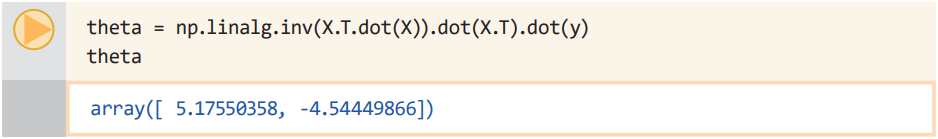 theta = np.linalg.inv(X.T.dot(X)).dot(X.T).dot(y)
theta
array([ 5.17550358, -4.54449866])